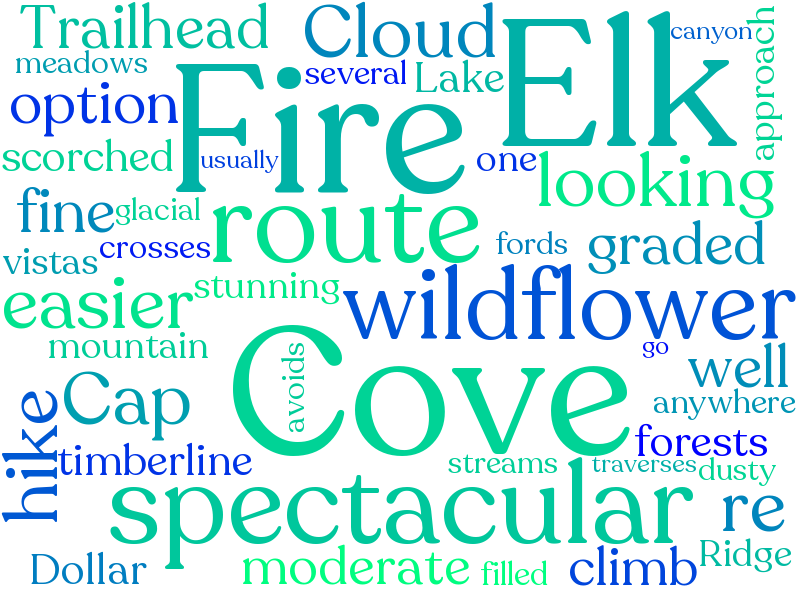 Trailhead
Cloud
Elk
canyon
approach
meadows
Fire
several
Lake
option
scorched
usually
one
looking
fine
glacial
route
crosses
fords
graded
vistas
stunning
easier
wildflower
mountain
Cove
avoids
go
well
Cap
anywhere
hike
timberline
forests
streams
traverses
dusty
spectacular
re
Dollar
moderate
filled
climb
Ridge